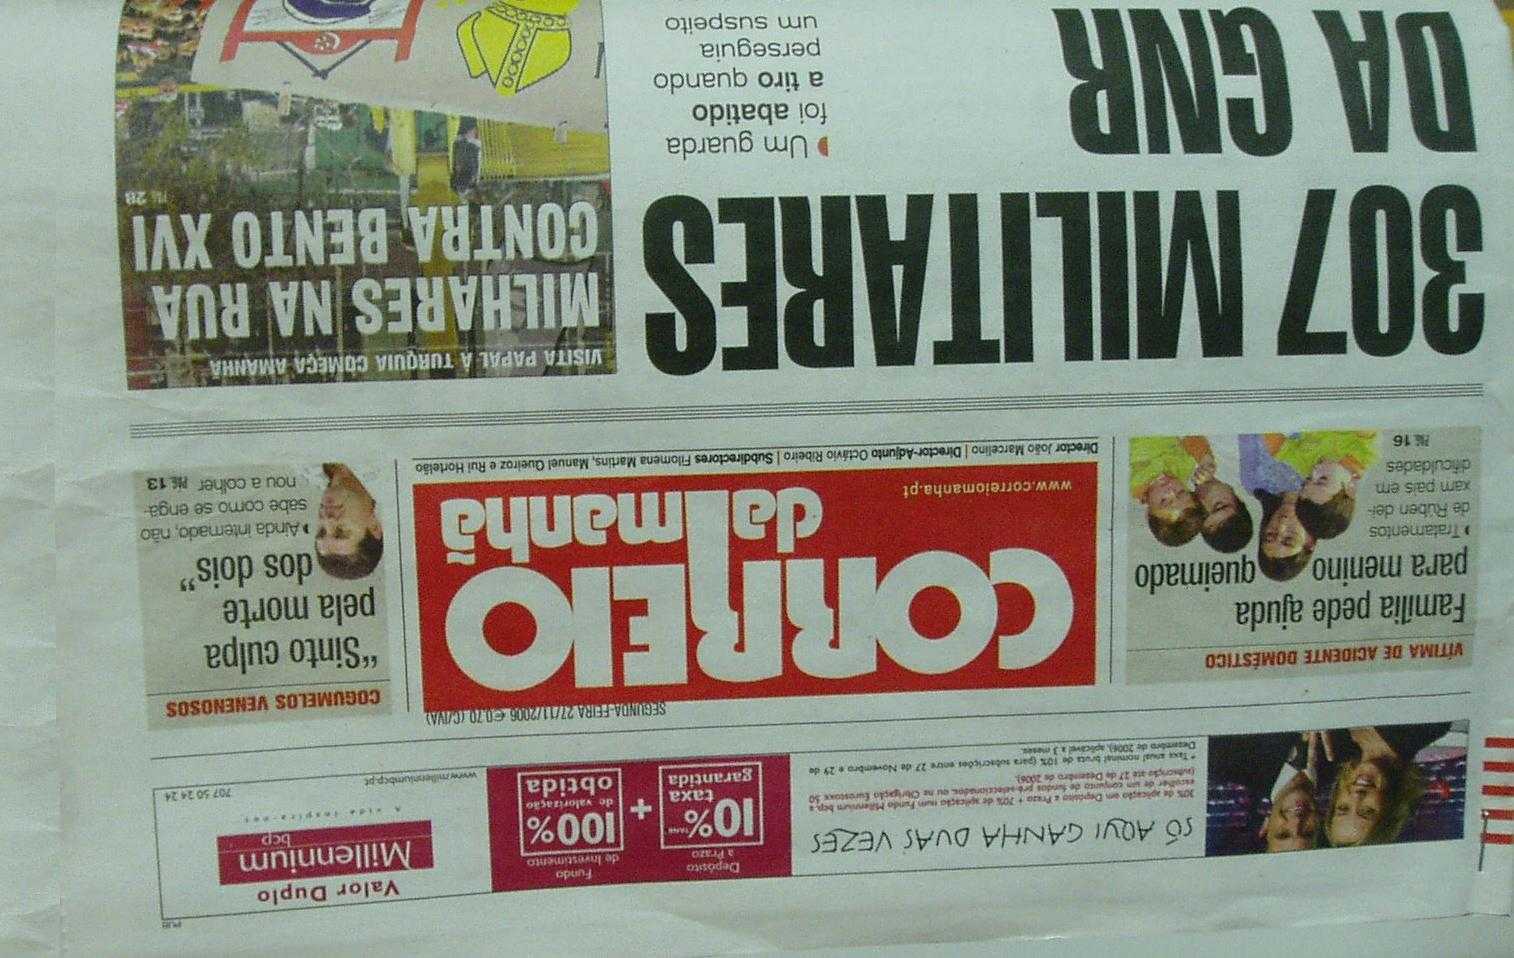 PUB
SÓ AQUI GANHA DUAS VEZES
30% de aplicação em Depósito a Prazo + 70% de aplicação num Fundo Millennium bcp, a
escolher de um conjunto de fundos pré-seleccionados, ou na Obrigação Eurostoxx 50
(subscrição até 27 de Dezembro de 2006).
* Taxa anual nominal bruta de 10% (para subscrições entre 27 de Novembro e 29 de
Dezembro de 2006), aplicável a 3 meses.
Depósito
a Prazo
10%
taxa
garantida
+
Fundo
de Investimento
100%
de valorização
obtida
Valor Duplo
Millennium
bcp
A vida inspira-nos
707 50 24 24
www.millenniumbcp.pt
SEGUNDA-FEIRA 27/11/2006 €0,70 (C/IVA)
VÍTIMA DE ACIDENTE DOMÉSTICO
Família pede ajuda
para menino queimado
Tratamentos
de Rúben dei-
xam pais em
dificuldades
PÁG. 16
CORREIO
da manhã
www.correiomanha.pt
Director João Marcelino | Director-Adjunto Octávio Ribeiro | Subdirectores Filomena Martins, Manuel Queiroz e Rui Hortelão
COGUMELOS VENENOSOS
“Sinto culpa
pela morte
dos dois”
Ainda internado, não
sabe como se enga-
nou a colher PÁG. 13
307 MILITARES
DA GNR
Um guarda
foi abatido
a tiro quando
perseguia
um suspeito
VISITA PAPAL À TURQUIA COMEÇA AMANHÃ
MILHARES NA RUA
CONTRA BENTO XVI
PÁG. 28